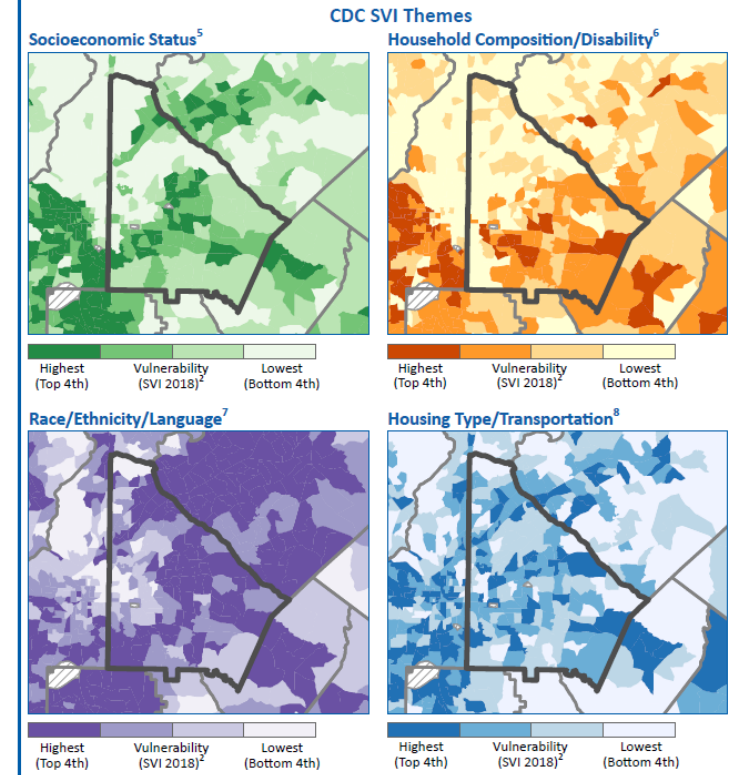 CDC SVI Themes
Socioeconomic Status5
Household Composition/Disability6
Highest
(Top 4th)
Vulnerability
(SVI 2018)2
Lowest
(Bottom 4th)
Highest
(Top 4th)
Vulnerability
(SVI 2018)2
Lowest
(Bottom 4th)
Race/Ethnicity/Language7
Housing Type/Transportation8
Highest
(Top 4th)
Vulnerability
(SVI 2018)2
Lowest
(Bottom 4th)
Highest
(Top 4th)
Vulnerability
(SVI 2018)2
Lowest
(Bottom 4th)